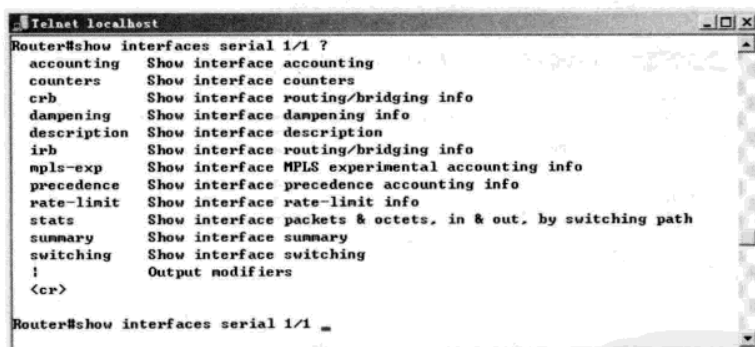 Telnet localhost
Router#show interfaces serial 1/1 ?
accounting Show interface accounting
counters Show interface counters
crb Show interface routing/bridging info
dampening Show interface dampening info
description Show interface description
irb Show interface routing/bridging info
mpls-exp Show interface MPLS experimental accounting info
precedence Show interface precedence accounting info
rate-limit Show interface rate-limit info
stats Show interface packets & octets, in & out, by switching path
summary Show interface summary
switching Show interface switching
¦ Output modifiers
<cr>
Router#show interfaces serial 1/1 _